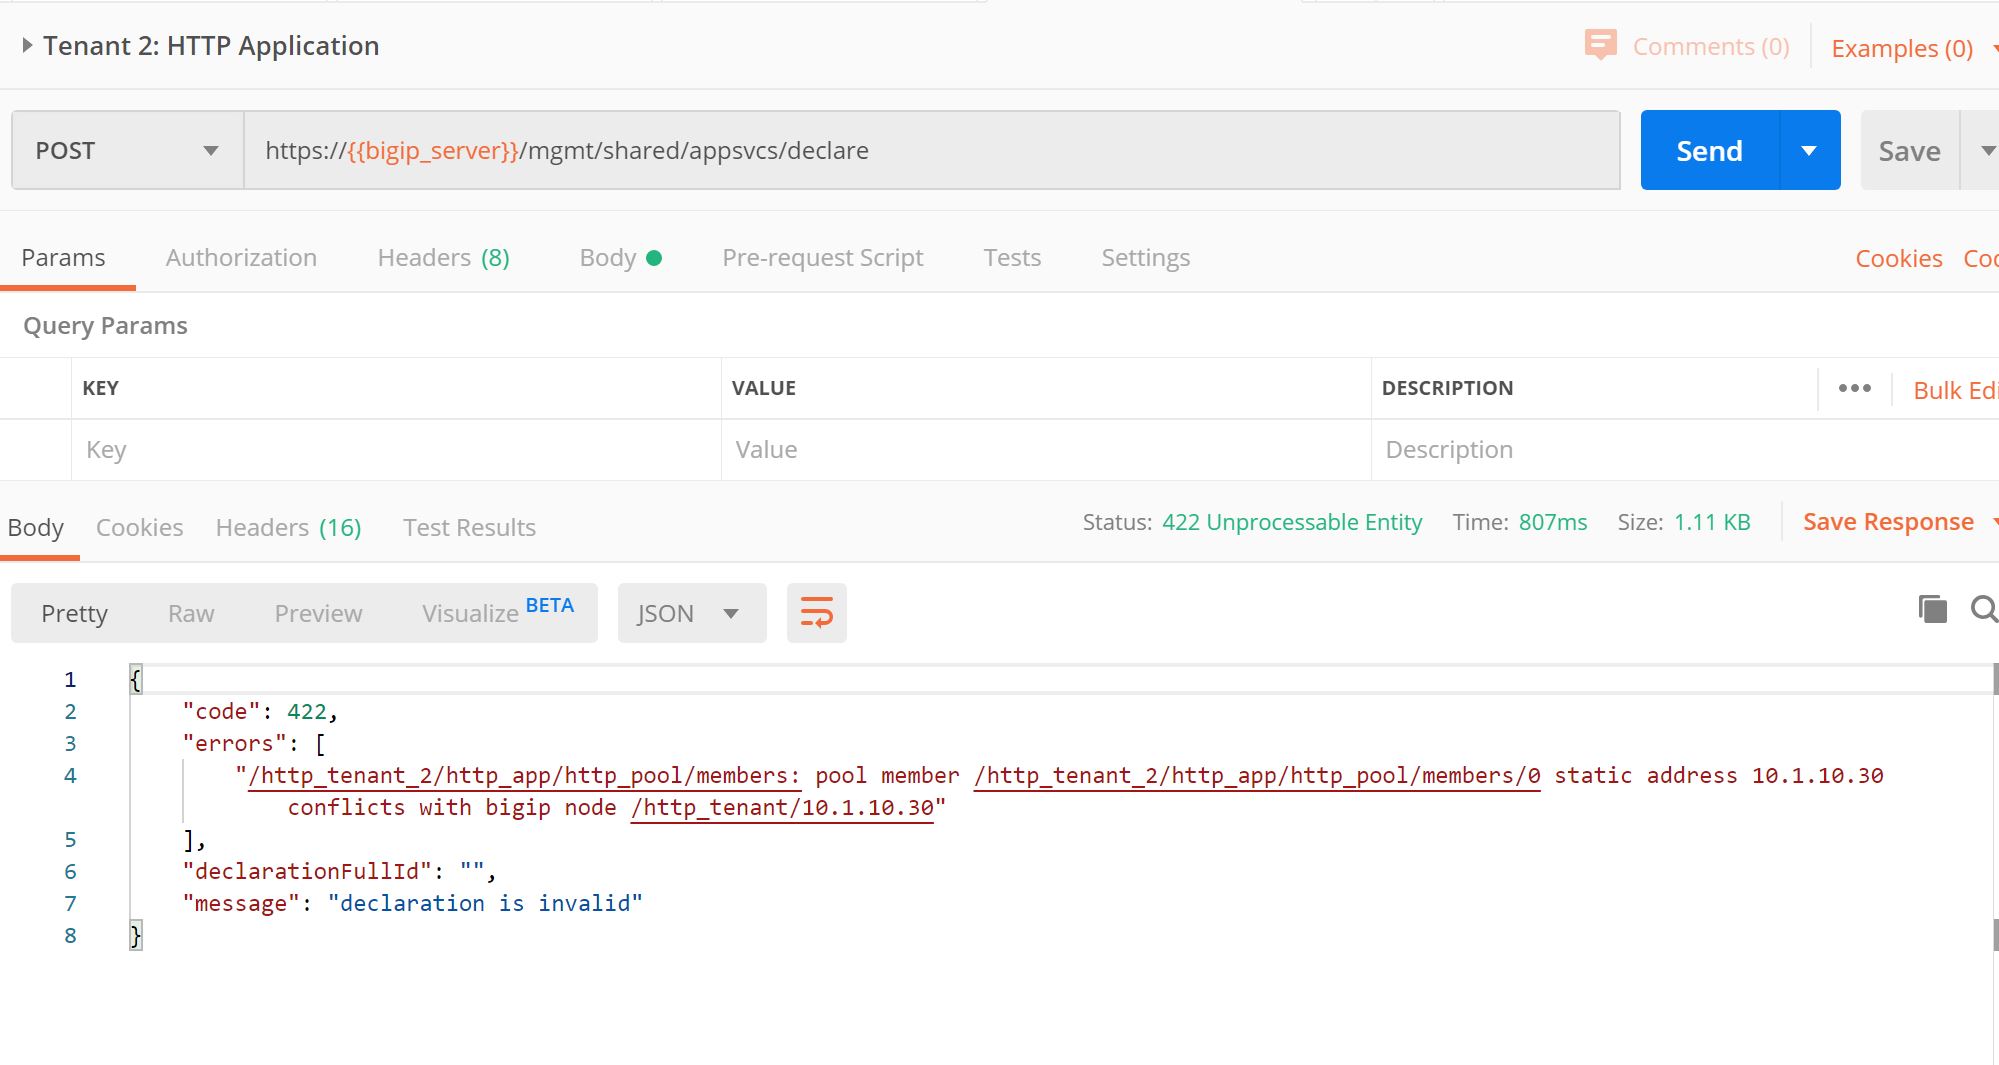 Tenant 2: HTTP Application
Comments (0)
Examples (0)
POST
https://{{bigip_server}}/mgmt/shared/appsvcs/declare
Send
Save
Params
Authorization
Headers (8)
Body
Pre-request Script
Tests
Settings
Cookies
Query Params
KEY
VALUE
DESCRIPTION
Bulk
Key
Value
Description
Body
Cookies
Headers (16)
Test Results
Status: 422 Unprocessable Entity
Time: 807ms
Size: 1.11 KB
Save Response
Pretty
Raw
Preview
Visualize BETA
JSON
1 {
2 "code": 422,
3 "errors": [
4 "/http_tenant_2/http_app/http_pool/members: pool member /http_tenant_2/http_app/http_pool/members/0 static address 10.1.10.30
conflicts with bigip node /http_tenant/10.1.10.30"
5 ],
6 "declarationFullId": "",
7 "message": "declaration is invalid"
8 }